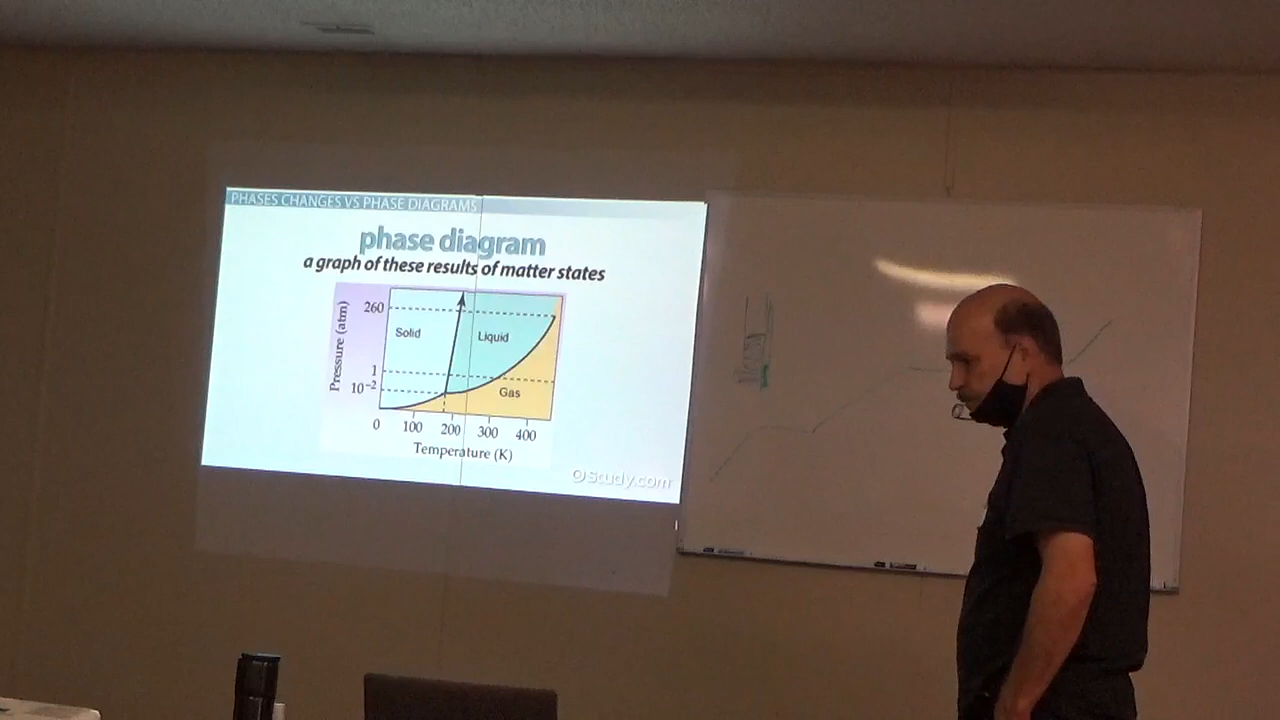 PHASES CHANGES VS PHASE DIAGRAMS
phase diagram
a graph of these results of matter states
260
Solid
Liquid
Pressure (atm)
1
10⁻²
Gas
0 100 200 300 400
Temperature (K)
Study.com